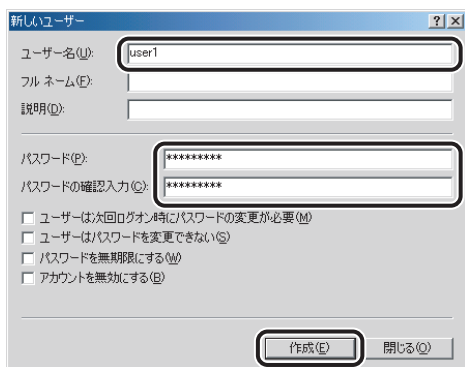 新しいユーザー
ユーザー名(U): user1
フル ネーム(F):
説明(D):
パスワード(P): *********
パスワードの確認入力(C): *********
ユーザーは次回ログオン時にパスワードの変更が必要(M)
ユーザーはパスワードを変更できない(S)
パスワードを無期限にする(W)
アカウントを無効にする(B)
作成(E) 閉じる(O)